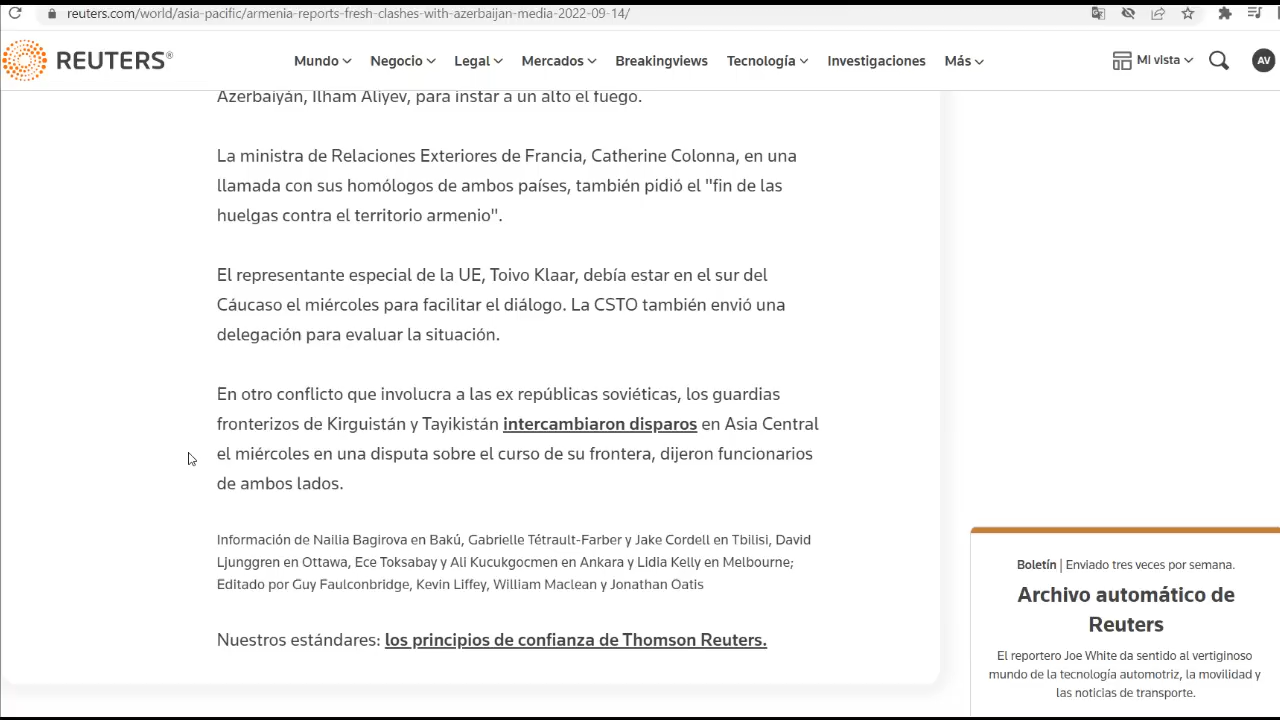 reuters.com/world/asia-pacific/armenia-reports-fresh-clashes-with-azerbaijan-media-2022-09-14/
REUTERS®
Mundo Negocio Legal Mercados Breakingviews Tecnología Investigaciones Más Mi vista AV
Azerbaiyán, Ilham Aliyev, para instar a un alto el fuego.
La ministra de Relaciones Exteriores de Francia, Catherine Colonna, en una
llamada con sus homólogos de ambos países, también pidió el "fin de las
huelgas contra el territorio armenio".
El representante especial de la UE, Toivo Klaar, debía estar en el sur del
Cáucaso el miércoles para facilitar el diálogo. La CSTO también envió una
delegación para evaluar la situación.
En otro conflicto que involucra a las ex repúblicas soviéticas, los guardias
fronterizos de Kirguistán y Tayikistán intercambiaron disparos en Asia Central
el miércoles en una disputa sobre el curso de su frontera, dijeron funcionarios
de ambos lados.
Información de Nailia Bagirova en Bakú, Gabrielle Tétrault-Farber y Jake Cordell en Tbilisi, David
Ljunggren en Ottawa, Ece Toksabay y Ali Kucukgocmen en Ankara y Lidia Kelly en Melbourne;
Editado por Guy Faulconbridge, Kevin Liffey, William Maclean y Jonathan Oatis
Nuestros estándares: los principios de confianza de Thomson Reuters.
Boletín | Enviado tres veces por semana.
Archivo automático de
Reuters
El reportero Joe White da sentido al vertiginoso
mundo de la tecnología automotriz, la movilidad y
las noticias de transporte.